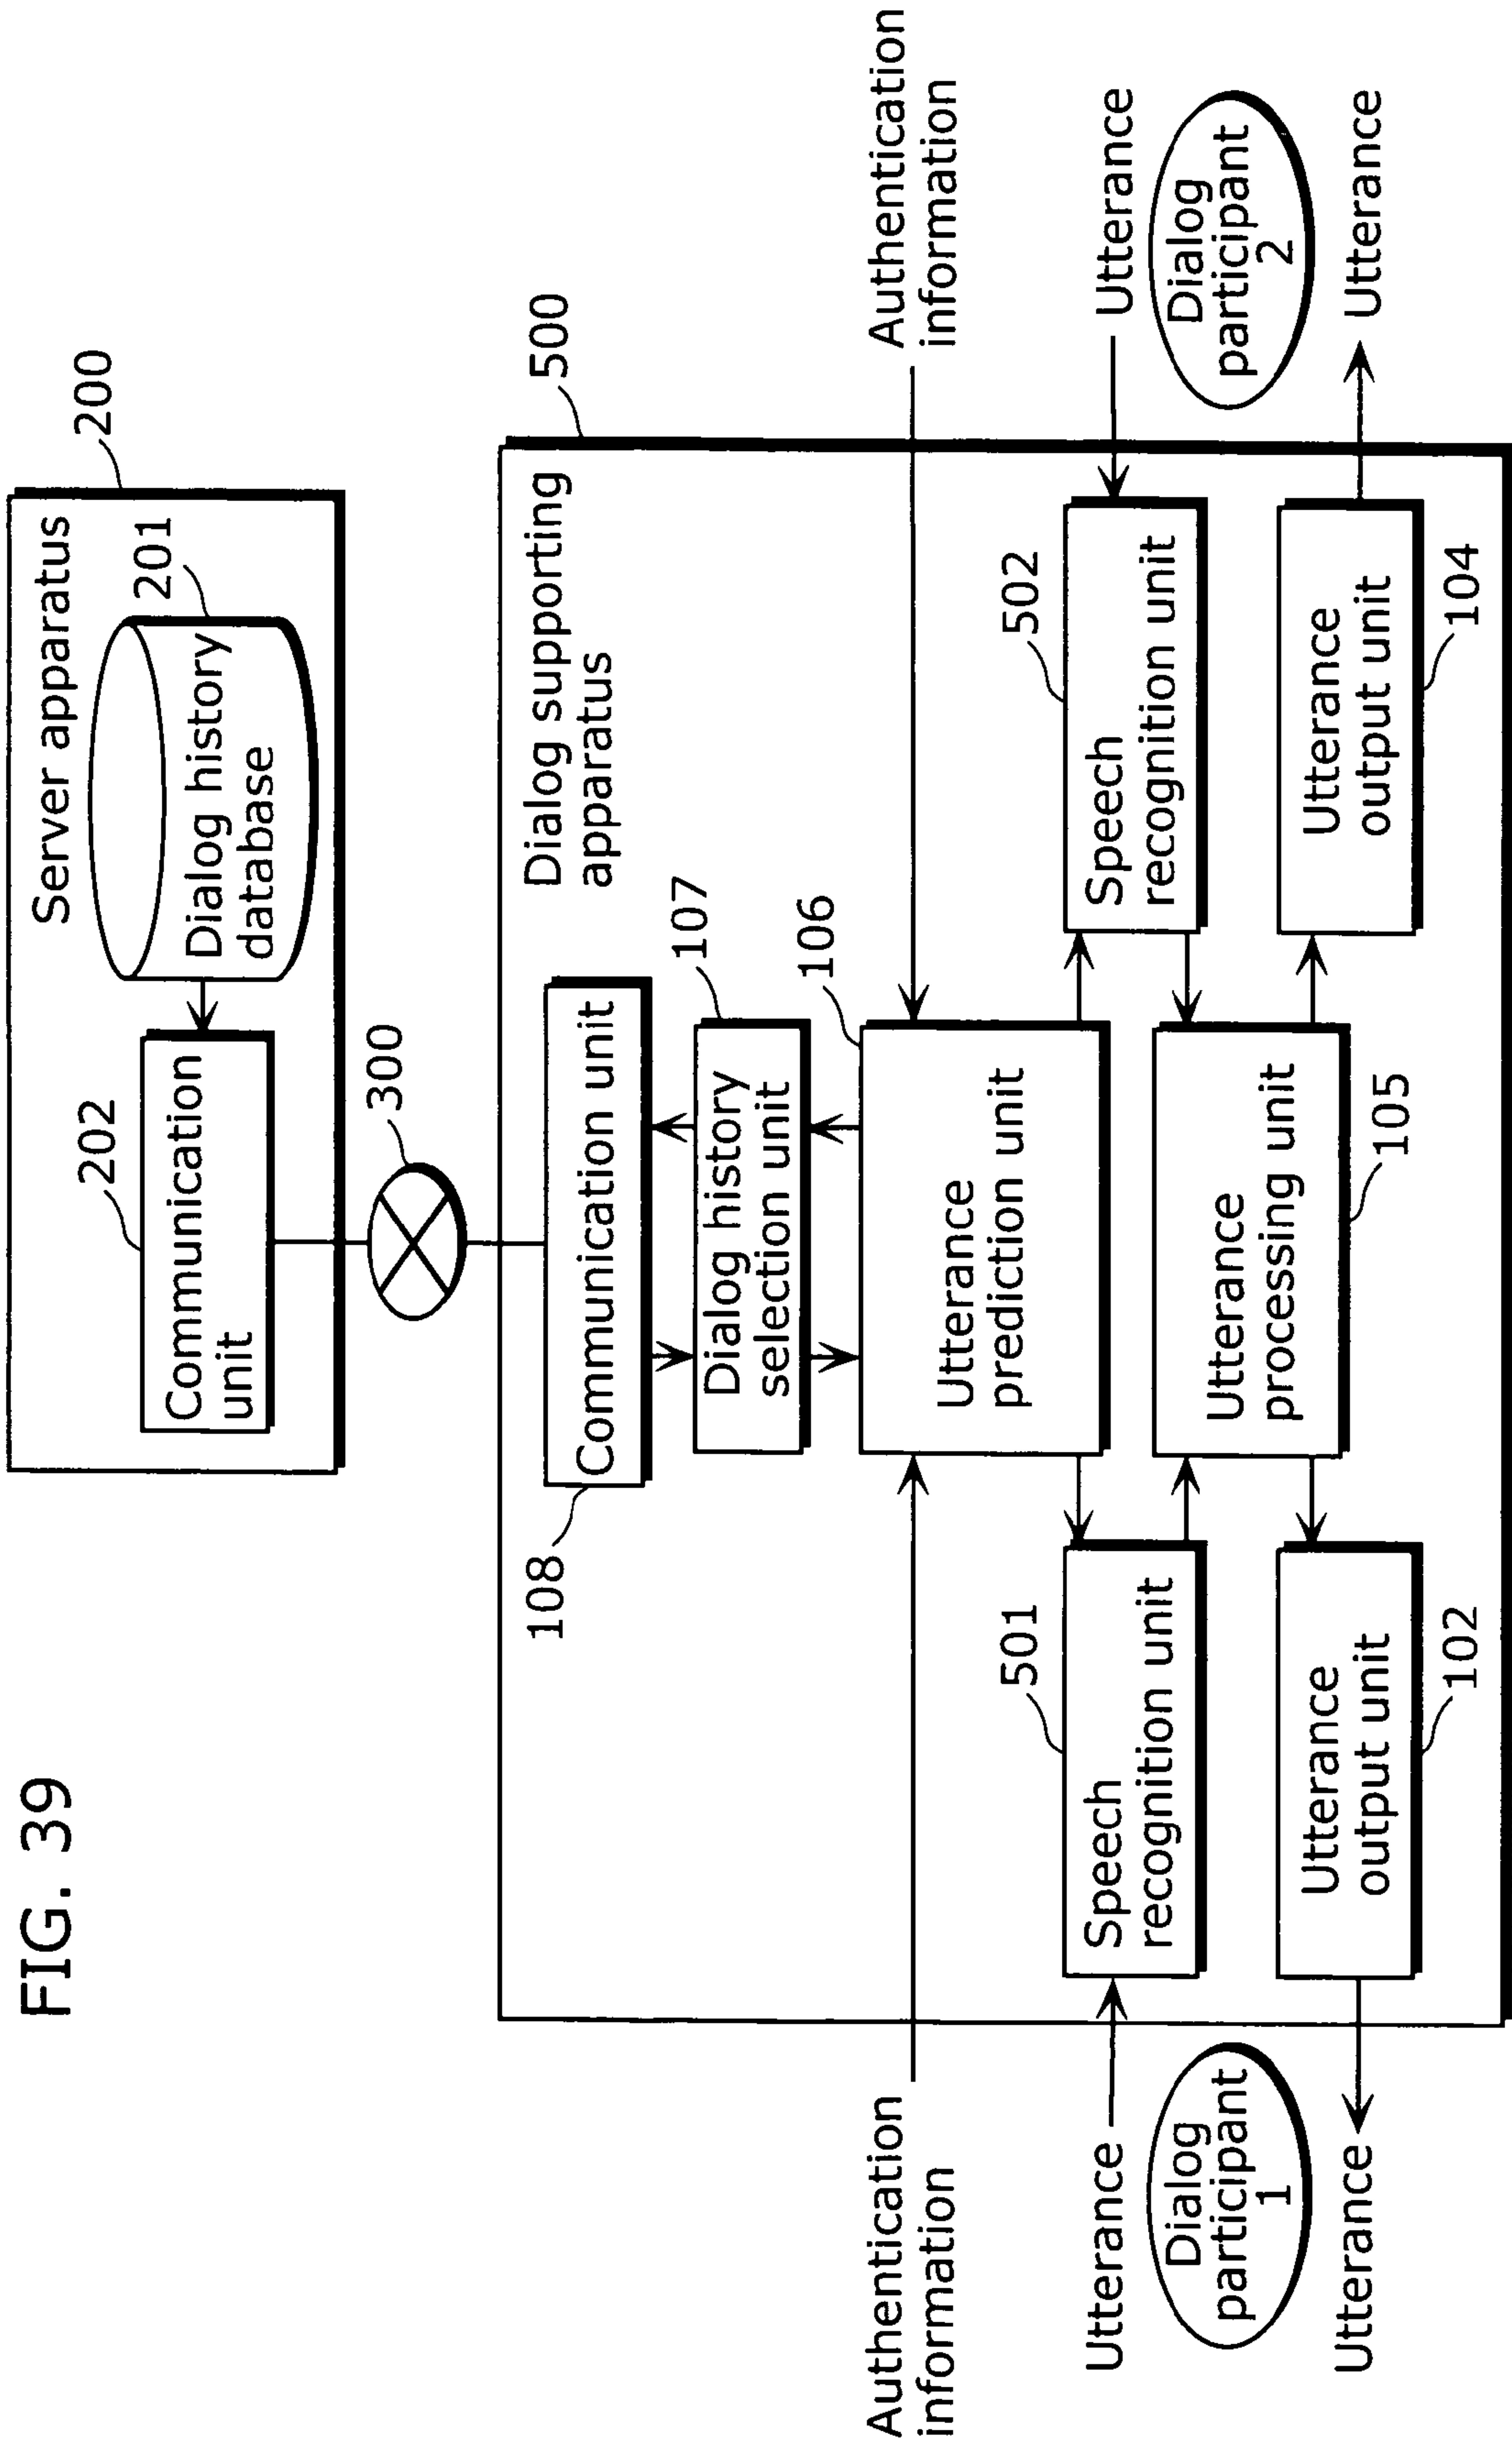 FIG. 39
Server apparatus
200
202
Communication
unit
201
Dialog history
database
300
Dialog supporting
apparatus
500
108
Communication unit
107
Dialog history
selection unit
106
Authentication
information
Utterance
prediction unit
Authentication
information
501
Speech
recognition unit
502
Speech
recognition unit
Utterance
Dialog
participant
1
Utterance
Utterance
processing unit
105
Utterance
output unit
102
Utterance
output unit
104
Utterance
Dialog
participant
2
Utterance